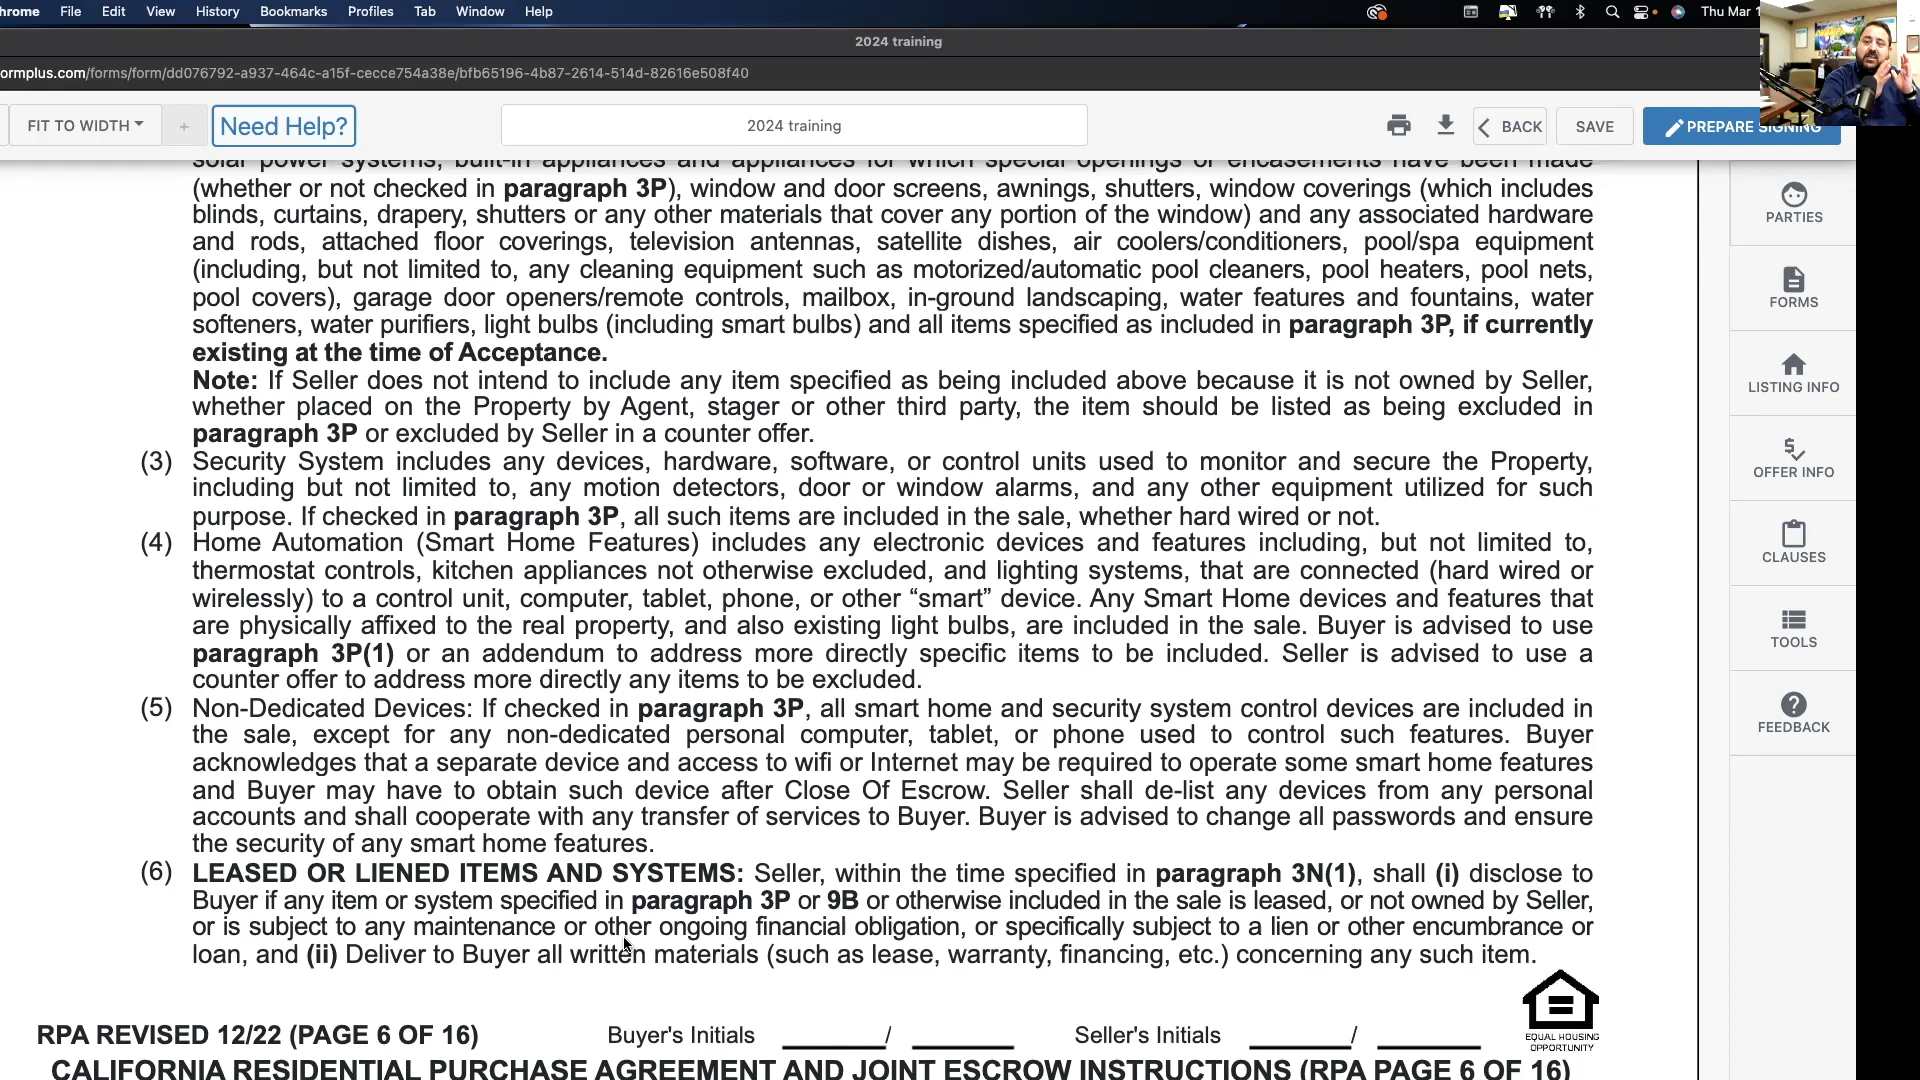 hrome File Edit View History Bookmarks Profiles Tab Window Help Thu Mar 1
2024 training
ormplus.com/forms/form/dd076792-a937-464c-a15f-cecce754a38e/bfb65196-4b87-2614-514d-82616e508f40
FIT TO WIDTH + Need Help? 2024 training BACK SAVE PREPARE SIGNING
solar power systems, built-in appliances and appliances for which special openings or encasements have been made
(whether or not checked in paragraph 3P), window and door screens, awnings, shutters, window coverings (which includes
blinds, curtains, drapery, shutters or any other materials that cover any portion of the window) and any associated hardware
and rods, attached floor coverings, television antennas, satellite dishes, air coolers/conditioners, pool/spa equipment
(including, but not limited to, any cleaning equipment such as motorized/automatic pool cleaners, pool heaters, pool nets,
pool covers), garage door openers/remote controls, mailbox, in-ground landscaping, water features and fountains, water
softeners, water purifiers, light bulbs (including smart bulbs) and all items specified as included in paragraph 3P, if currently
existing at the time of Acceptance.
Note: If Seller does not intend to include any item specified as being included above because it is not owned by Seller,
whether placed on the Property by Agent, stager or other third party, the item should be listed as being excluded in
paragraph 3P or excluded by Seller in a counter offer.
(3) Security System includes any devices, hardware, software, or control units used to monitor and secure the Property,
including but not limited to, any motion detectors, door or window alarms, and any other equipment utilized for such
purpose. If checked in paragraph 3P, all such items are included in the sale, whether hard wired or not.
(4) Home Automation (Smart Home Features) includes any electronic devices and features including, but not limited to,
thermostat controls, kitchen appliances not otherwise excluded, and lighting systems, that are connected (hard wired or
wirelessly) to a control unit, computer, tablet, phone, or other “smart” device. Any Smart Home devices and features that
are physically affixed to the real property, and also existing light bulbs, are included in the sale. Buyer is advised to use
paragraph 3P(1) or an addendum to address more directly specific items to be included. Seller is advised to use a
counter offer to address more directly any items to be excluded.
(5) Non-Dedicated Devices: If checked in paragraph 3P, all smart home and security system control devices are included in
the sale, except for any non-dedicated personal computer, tablet, or phone used to control such features. Buyer
acknowledges that a separate device and access to wifi or Internet may be required to operate some smart home features
and Buyer may have to obtain such device after Close Of Escrow. Seller shall de-list any devices from any personal
accounts and shall cooperate with any transfer of services to Buyer. Buyer is advised to change all passwords and ensure
the security of any smart home features.
(6) LEASED OR LIENED ITEMS AND SYSTEMS: Seller, within the time specified in paragraph 3N(1), shall (i) disclose to
Buyer if any item or system specified in paragraph 3P or 9B or otherwise included in the sale is leased, or not owned by Seller,
or is subject to any maintenance or other ongoing financial obligation, or specifically subject to a lien or other encumbrance or
loan, and (ii) Deliver to Buyer all written materials (such as lease, warranty, financing, etc.) concerning any such item.
EQUAL HOUSING
OPPORTUNITY
RPA REVISED 12/22 (PAGE 6 OF 16) Buyer's Initials / Seller's Initials /
CALIFORNIA RESIDENTIAL PURCHASE AGREEMENT AND JOINT ESCROW INSTRUCTIONS (RPA PAGE 6 OF 16)
PARTIES
FORMS
LISTING INFO
OFFER INFO
CLAUSES
TOOLS
FEEDBACK